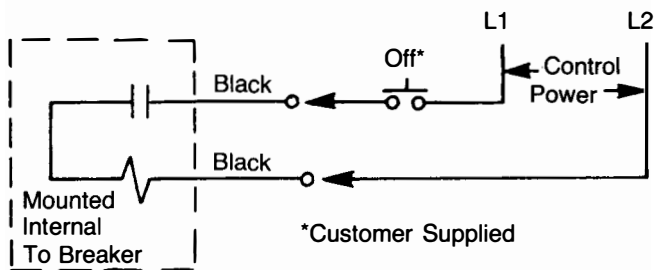 L1
L2
Off*
Control
Power
Black
Black
Mounted
Internal
To Breaker
*Customer Supplied